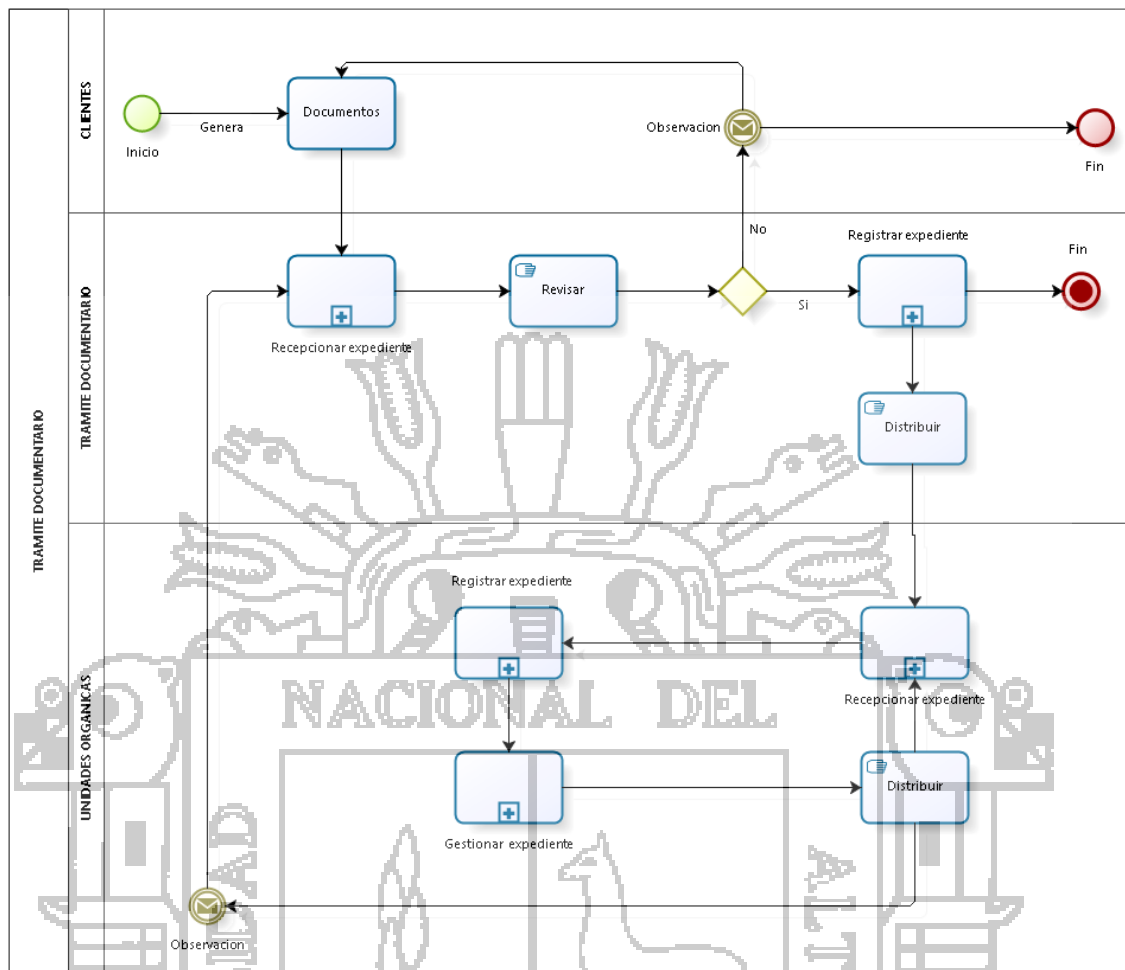 TRAMITE DOCUMENTARIO
CLIENTES
Inicio
Genera
Documentos
Observacion
Fin
TRAMITE DOCUMENTARIO
Recepcionar expediente
Revisar
No
Si
Registrar expediente
Fin
Distribuir
UNIDADES ORGANICAS
Registrar expediente
Recepcionar expediente
Gestionar expediente
Distribuir
Observacion
NACIONAL DEL